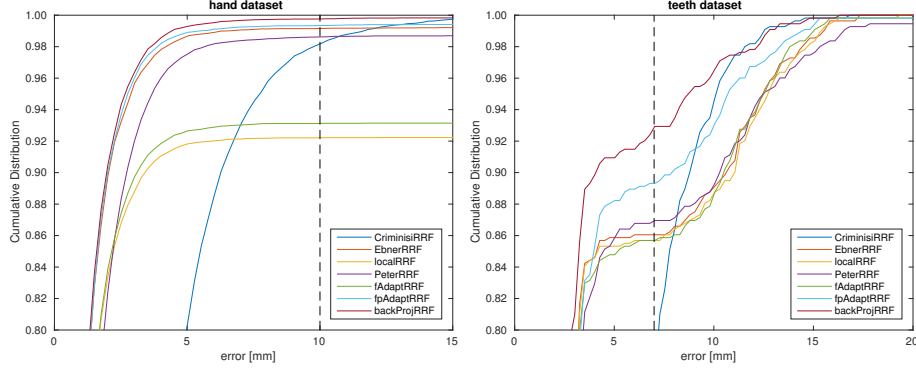 hand dataset
Cumulative Distribution
1.00
0.98
0.96
0.94
0.92
0.90
0.88
0.86
0.84
0.82
0.80
0 5 10 15
error [mm]
CriminisiRRF
EbnerRRF
localRRF
PeterRRF
fAdaptRRF
fpAdaptRRF
backProjRRF
teeth dataset
Cumulative Distribution
1.00
0.98
0.96
0.94
0.92
0.90
0.88
0.86
0.84
0.82
0.80
0 5 10 15 20
error [mm]
CriminisiRRF
EbnerRRF
localRRF
PeterRRF
fAdaptRRF
fpAdaptRRF
backProjRRF